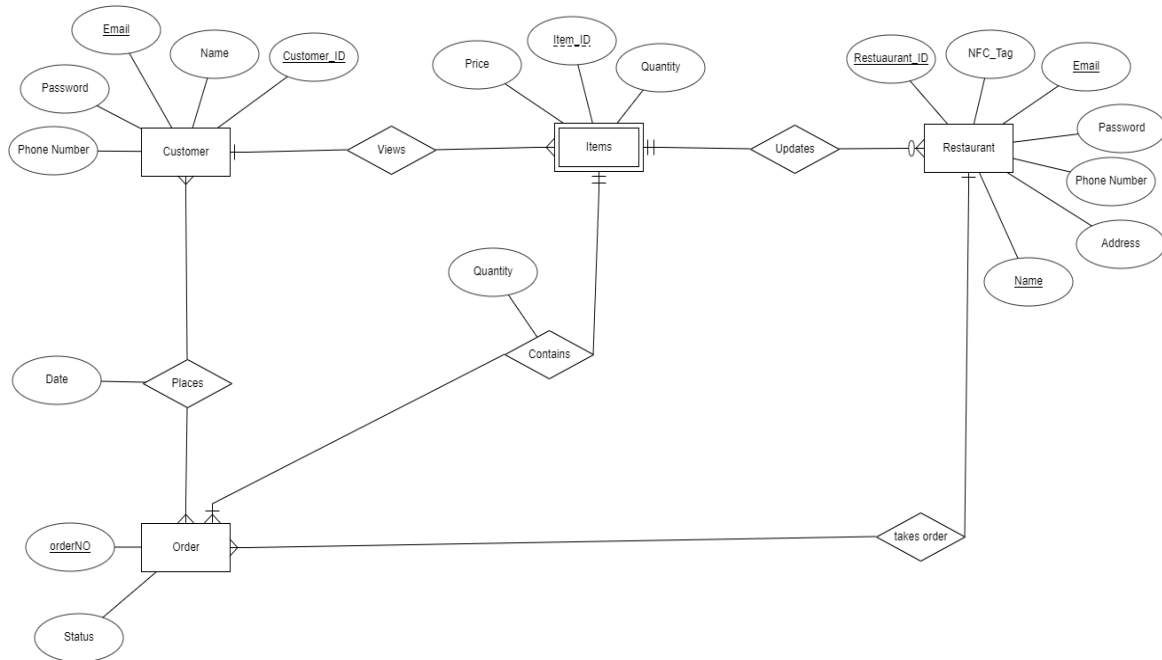 Email
Name
Customer_ID
Password
Phone Number
Customer
Views
Price
Item_ID
Quantity
Items
Updates
Restuaurant_ID
NFC_Tag
Email
Password
Phone Number
Address
Name
Restaurant
Quantity
Contains
Date
Places
orderNO
Order
Status
takes order